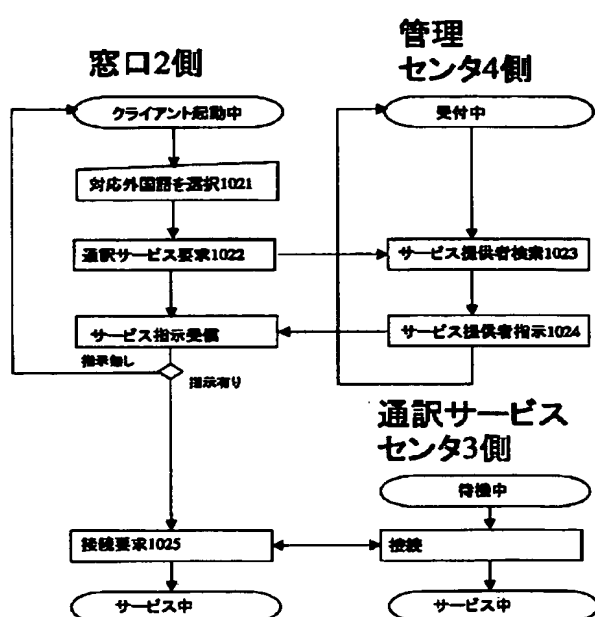 窓口2側
クライアント起動中
対応外国語を選択1021
通訳サービス要求1022
サービス指示受信
指示無し
指示有り
接続要求1025
サービス中
管理
センタ4側
受付中
サービス提供者検索1023
サービス提供者指示1024
通訳サービス
センタ3側
待機中
接続
サービス中